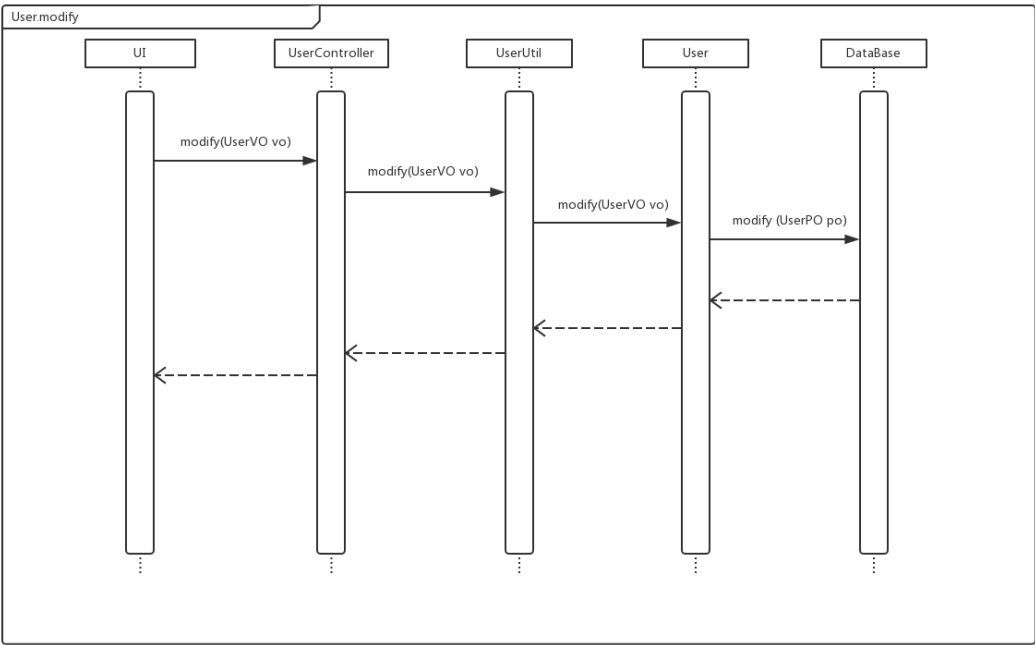 User.modify
UI
UserController
UserUtil
User
DataBase
modify(UserVO vo)
modify(UserVO vo)
modify(UserVO vo)
modify (UserPO po)